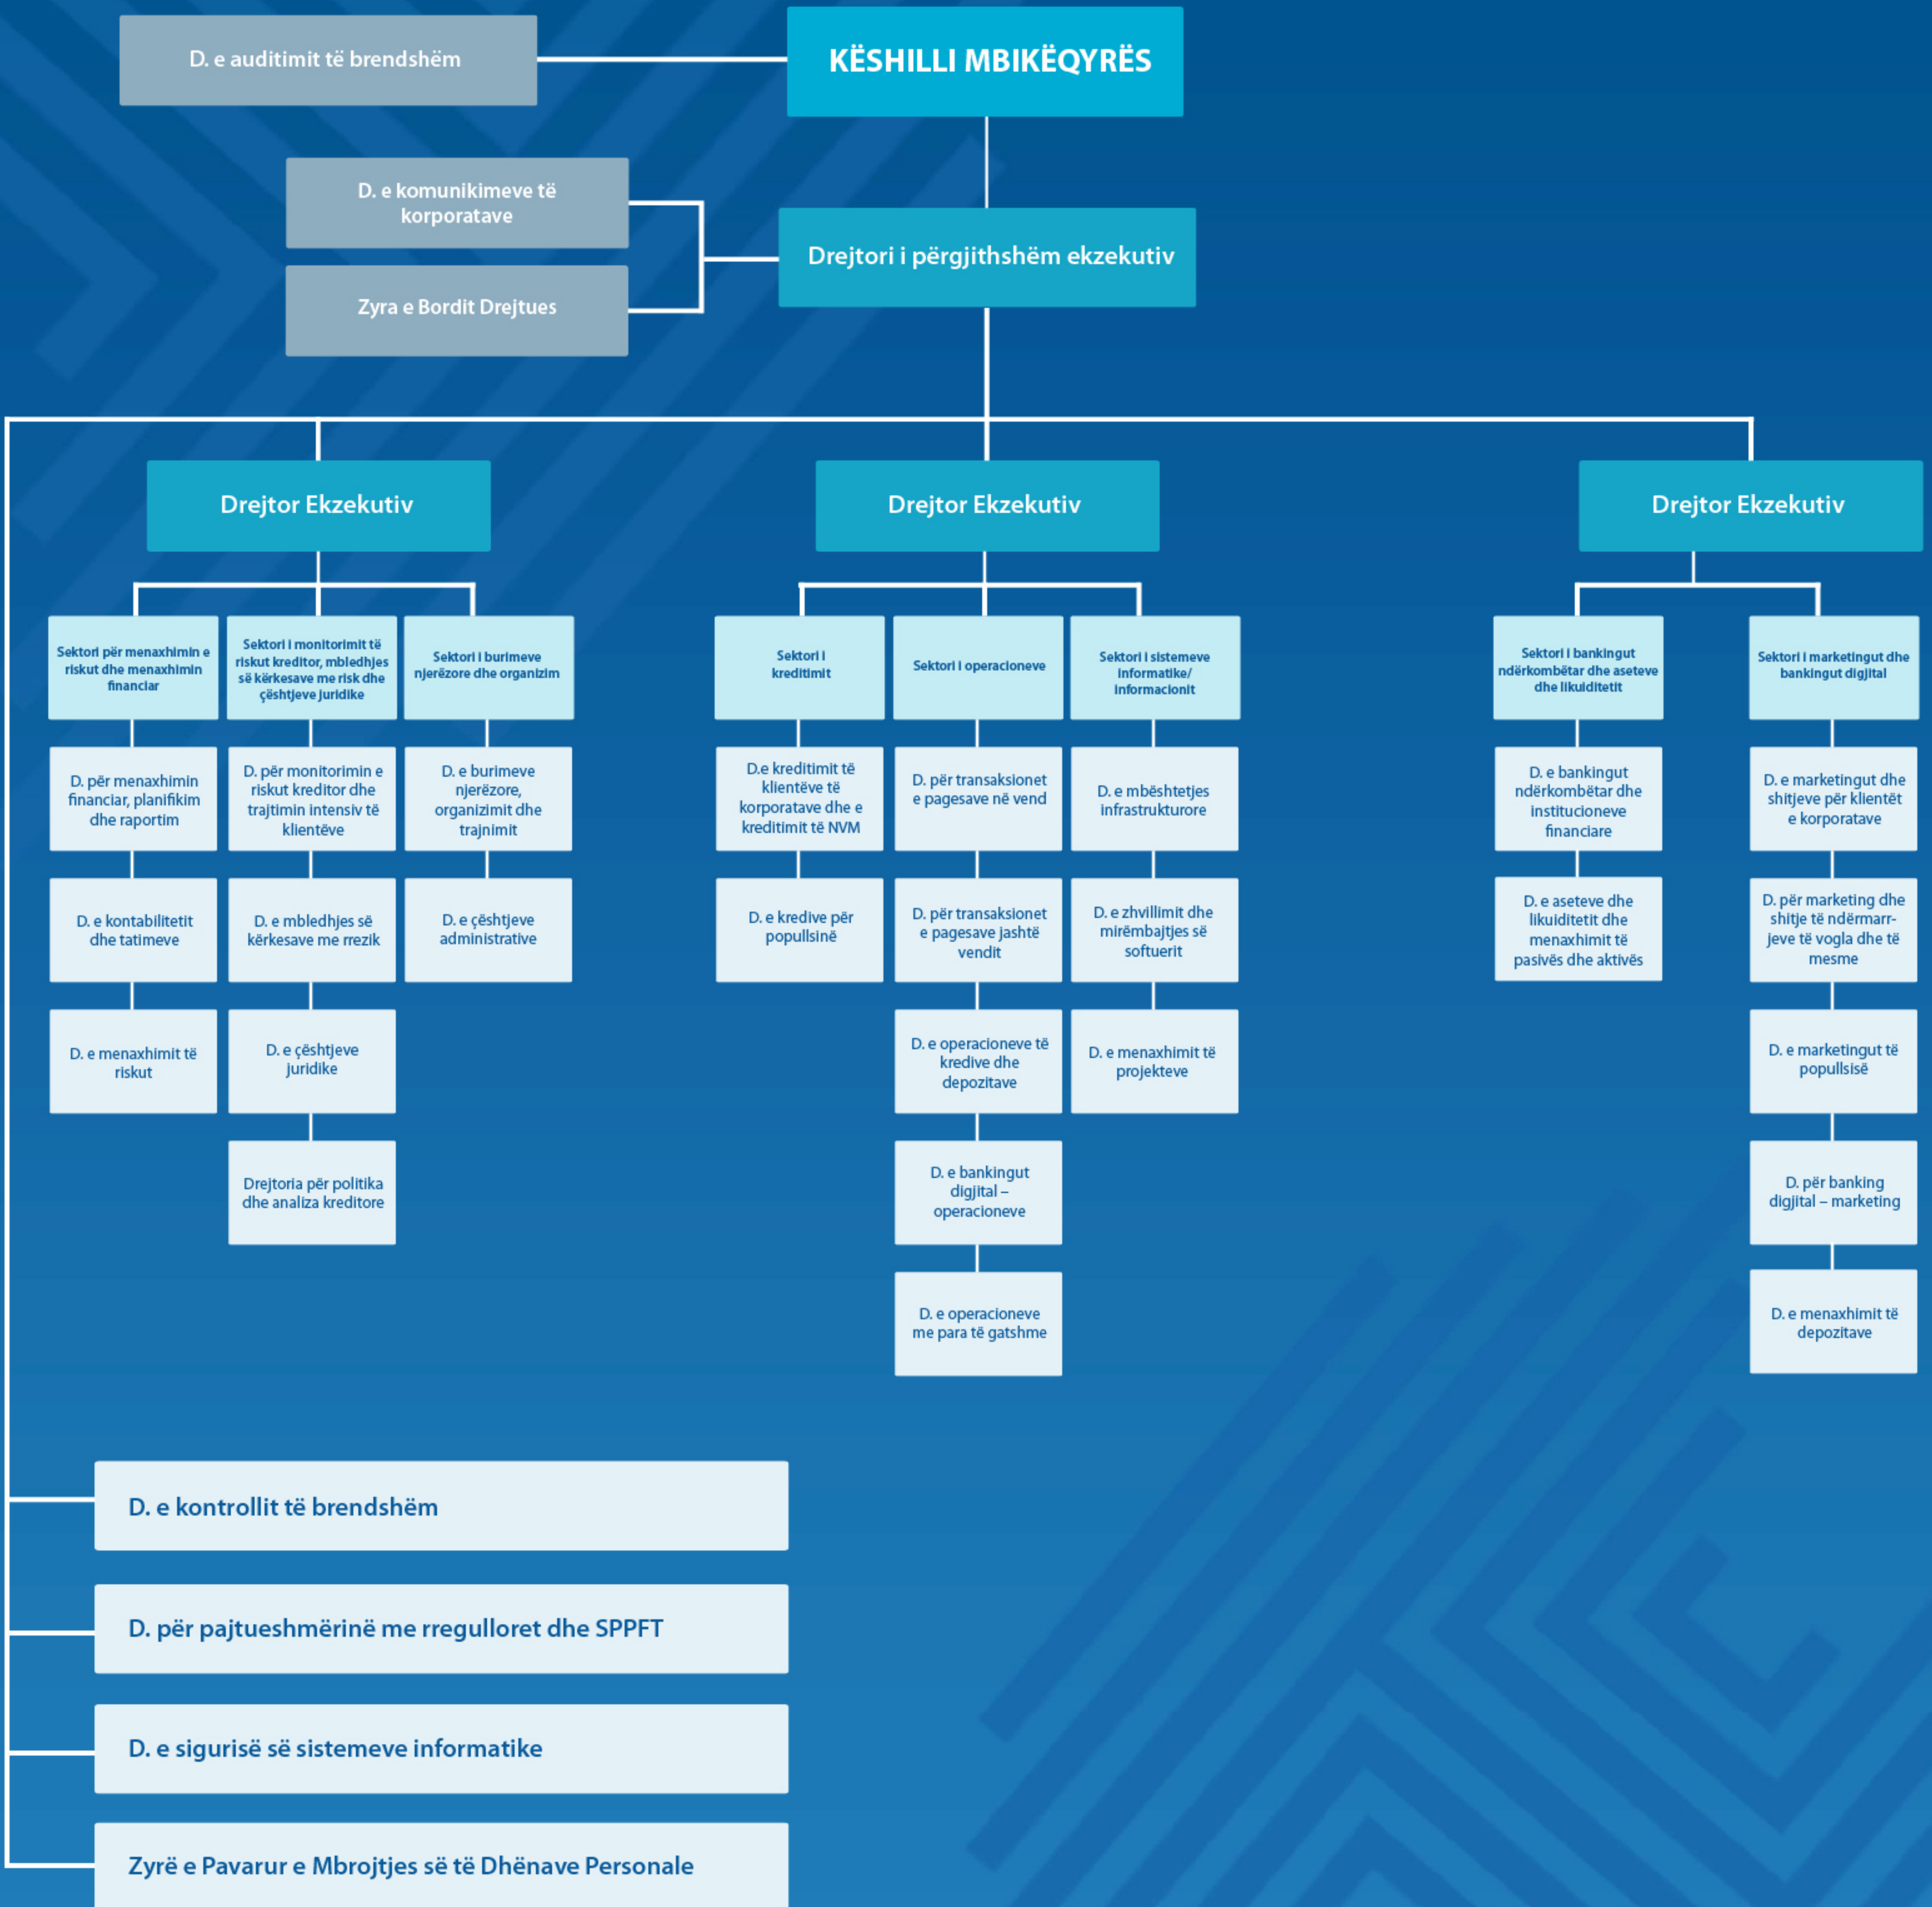 D. e auditimit të brendshëm
KËSHILLI MBIKËQYRËS
D. e komunikimeve të
korporatave
Zyra e Bordit Drejtues
Drejtori i përgjithshëm ekzekutiv
Drejtor Ekzekutiv
Drejtor Ekzekutiv
Drejtor Ekzekutiv
Sektori për menaxhimin e
riskut dhe menaxhimin
financiar
D. për menaxhimin
financiar, planifikim
dhe raportim
D. e kontabilitetit
dhe tatimeve
D. e menaxhimit të
riskut
Sektori i monitorimit të
riskut kreditor, mbledhjes
së kërkesave me risk dhe
çështjeve juridike
D. për monitorimin e
riskut kreditor dhe
trajtimin intensiv të
klientëve
D. e mbledhjes së
kërkesave me rrezik
D. e çështjeve
juridike
Drejtoria për politika
dhe analiza kreditore
Sektori i burimeve
njerëzore dhe organizim
D. e burimeve
njerëzore,
organizimit dhe
trajnimit
D. e çështjeve
administrative
Sektori i
kreditimit
D.e kreditimit të
klientëve të
korporatave dhe e
kreditimit të NVM
D. e kredive për
popullsinë
Sektori i operacioneve
D. për transaksionet
e pagesave në vend
D. për transaksionet
e pagesave jashtë
vendit
D. e operacioneve të
kredive dhe
depozitave
D. e bankingut
digjital –
operacioneve
D. e operacioneve
me para të gatshme
Sektori i sistemeve
informatike/
informacionit
D. e mbështetjes
infrastrukturore
D. e zhvillimit dhe
mirëmbajtjes së
softuerit
D. e menaxhimit të
projekteve
Sektori i bankingut
ndërkombëtar dhe aseteve
dhe likuiditetit
D. e bankingut
ndërkombëtar dhe
institucioneve
financiare
D. e aseteve dhe
likuiditetit dhe
menaxhimit të
pasivës dhe aktivës
Sektori i marketingut dhe
bankingut digjital
D. e marketingut dhe
shitjeve për klientët
e korporatave
D. për marketing dhe
shitje të ndërmarr-
jeve të vogla dhe të
mesme
D. e marketingut të
popullsisë
D. për banking
digjital – marketing
D. e menaxhimit të
depozitave
D. e kontrollit të brendshëm
D. për pajtueshmërinë me rregulloret dhe SPPFT
D. e sigurisë së sistemeve informatike
Zyrë e Pavarur e Mbrojtjes së të Dhënave Personale